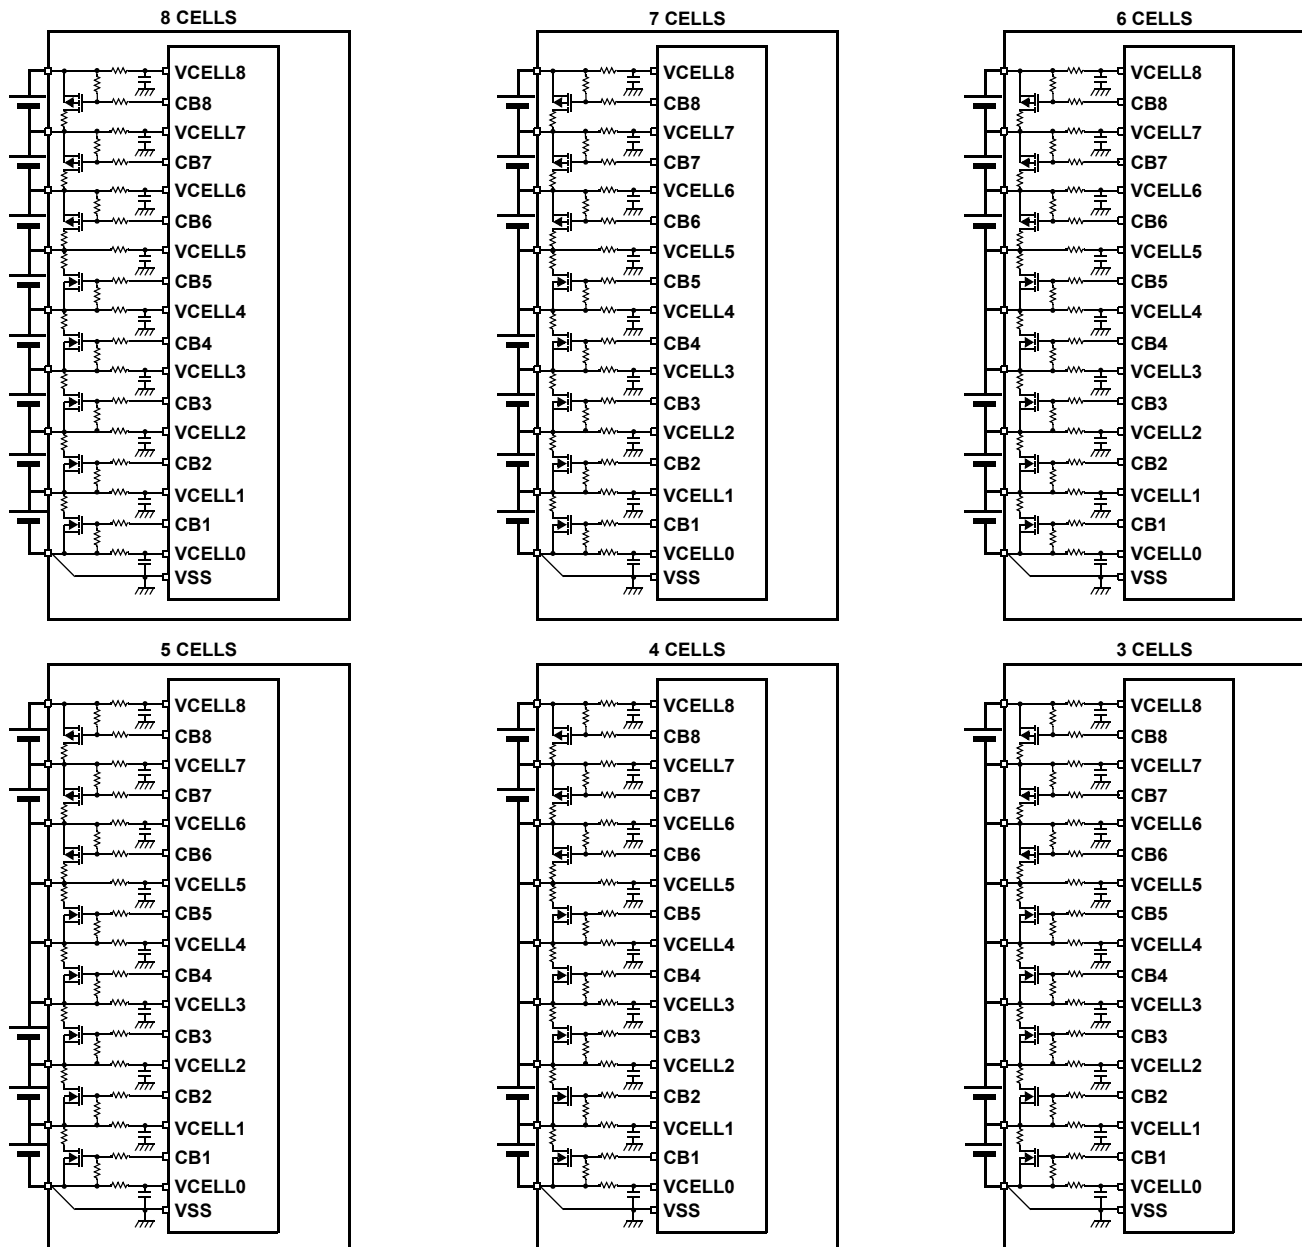 8 CELLS
VCELL8
CB8
VCELL7
CB7
VCELL6
CB6
VCELL5
CB5
VCELL4
CB4
VCELL3
CB3
VCELL2
CB2
VCELL1
CB1
VCELL0
VSS
7 CELLS
VCELL8
CB8
VCELL7
CB7
VCELL6
CB6
VCELL5
CB5
VCELL4
CB4
VCELL3
CB3
VCELL2
CB2
VCELL1
CB1
VCELL0
VSS
6 CELLS
VCELL8
CB8
VCELL7
CB7
VCELL6
CB6
VCELL5
CB5
VCELL4
CB4
VCELL3
CB3
VCELL2
CB2
VCELL1
CB1
VCELL0
VSS
5 CELLS
VCELL8
CB8
VCELL7
CB7
VCELL6
CB6
VCELL5
CB5
VCELL4
CB4
VCELL3
CB3
VCELL2
CB2
VCELL1
CB1
VCELL0
VSS
4 CELLS
VCELL8
CB8
VCELL7
CB7
VCELL6
CB6
VCELL5
CB5
VCELL4
CB4
VCELL3
CB3
VCELL2
CB2
VCELL1
CB1
VCELL0
VSS
3 CELLS
VCELL8
CB8
VCELL7
CB7
VCELL6
CB6
VCELL5
CB5
VCELL4
CB4
VCELL3
CB3
VCELL2
CB2
VCELL1
CB1
VCELL0
VSS